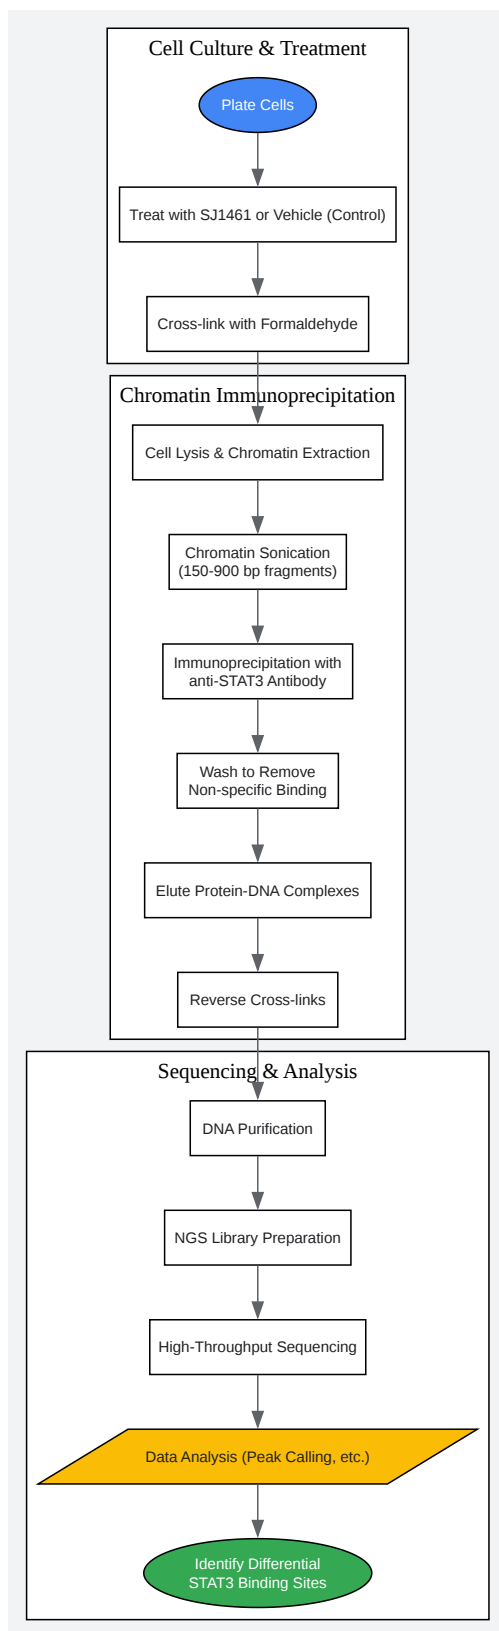 Cell Culture & Treatment
Plate Cells
Treat with SJ1461 or Vehicle (Control)
Cross-link with Formaldehyde
Chromatin Immunoprecipitation
Cell Lysis & Chromatin Extraction
Chromatin Sonication
(150-900 bp fragments)
Immunoprecipitation with
anti-STAT3 Antibody
Wash to Remove
Non-specific Binding
Elute Protein-DNA Complexes
Reverse Cross-links
Sequencing & Analysis
DNA Purification
NGS Library Preparation
High-Throughput Sequencing
Data Analysis (Peak Calling, etc.)
Identify Differential
STAT3 Binding Sites